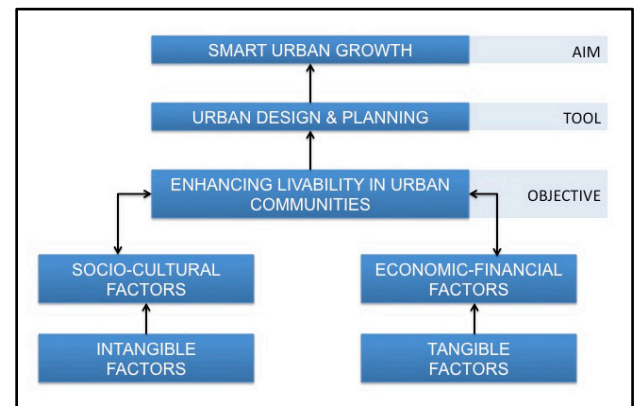 SMART URBAN GROWTH
AIM
URBAN DESIGN & PLANNING
TOOL
ENHANCING LIVABILITY IN URBAN
COMMUNITIES
OBJECTIVE
SOCIO-CULTURAL
FACTORS
ECONOMIC-FINANCIAL
FACTORS
INTANGIBLE
FACTORS
TANGIBLE
FACTORS